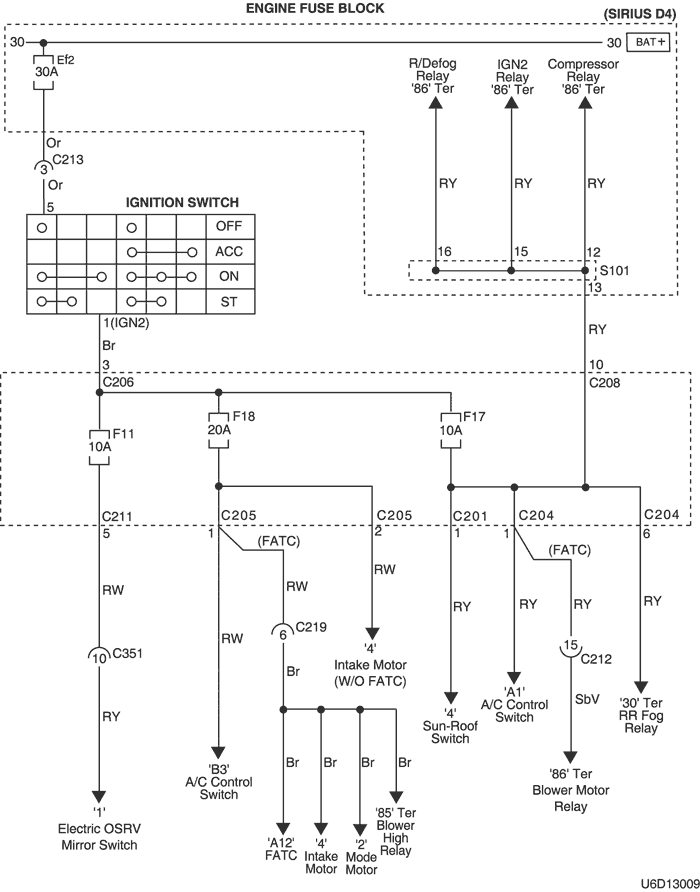 ENGINE FUSE BLOCK
(SIRIUS D4)
30
30
BAT+
Ef2
30A
R/Defog
Relay
'86' Ter
IGN2
Relay
'86' Ter
Compressor
Relay
'86' Ter
Or
C213
3
Or
5
RY
RY
RY
IGNITION SWITCH
OFF
ACC
ON
ST
16
15
12
S101
13
1(IGN2)
Br
3
C206
RY
10
C208
F11
10A
F18
20A
F17
10A
C211
5
C205
1
C205
2
C201
1
C204
1
C204
6
(FATC)
(FATC)
RW
RW
RW
RW
RY
RY
RY
RY
C351
10
C219
6
15
C212
'4'
Intake Motor
(W/O FATC)
Br
RY
SbV
'4'
Sun-Roof
Switch
'A1'
A/C Control
Switch
'30' Ter
RR Fog
Relay
Br
Br
Br
Br
'B3'
A/C Control
Switch
'86' Ter
Blower Motor
Relay
'1'
Electric OSRV
Mirror Switch
'A12'
FATC
'4'
Intake
Motor
'2'
Mode
Motor
'85' Ter
Blower
High
Relay
U6D13009